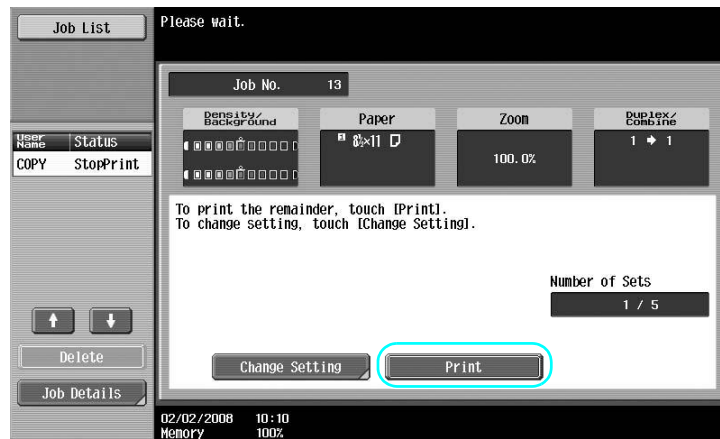 Job List
Please wait.
Job No. 13
Density/
Background
Paper
Zoom
Duplex/
Combine
8½×11
100.0%
1 → 1
User
Name
Status
COPY StopPrint
To print the remainder, touch [Print].
To change setting, touch [Change Setting].
Number of Sets
1 / 5
Delete
Change Setting
Print
Job Details
02/02/2008 10:10
Memory 100%